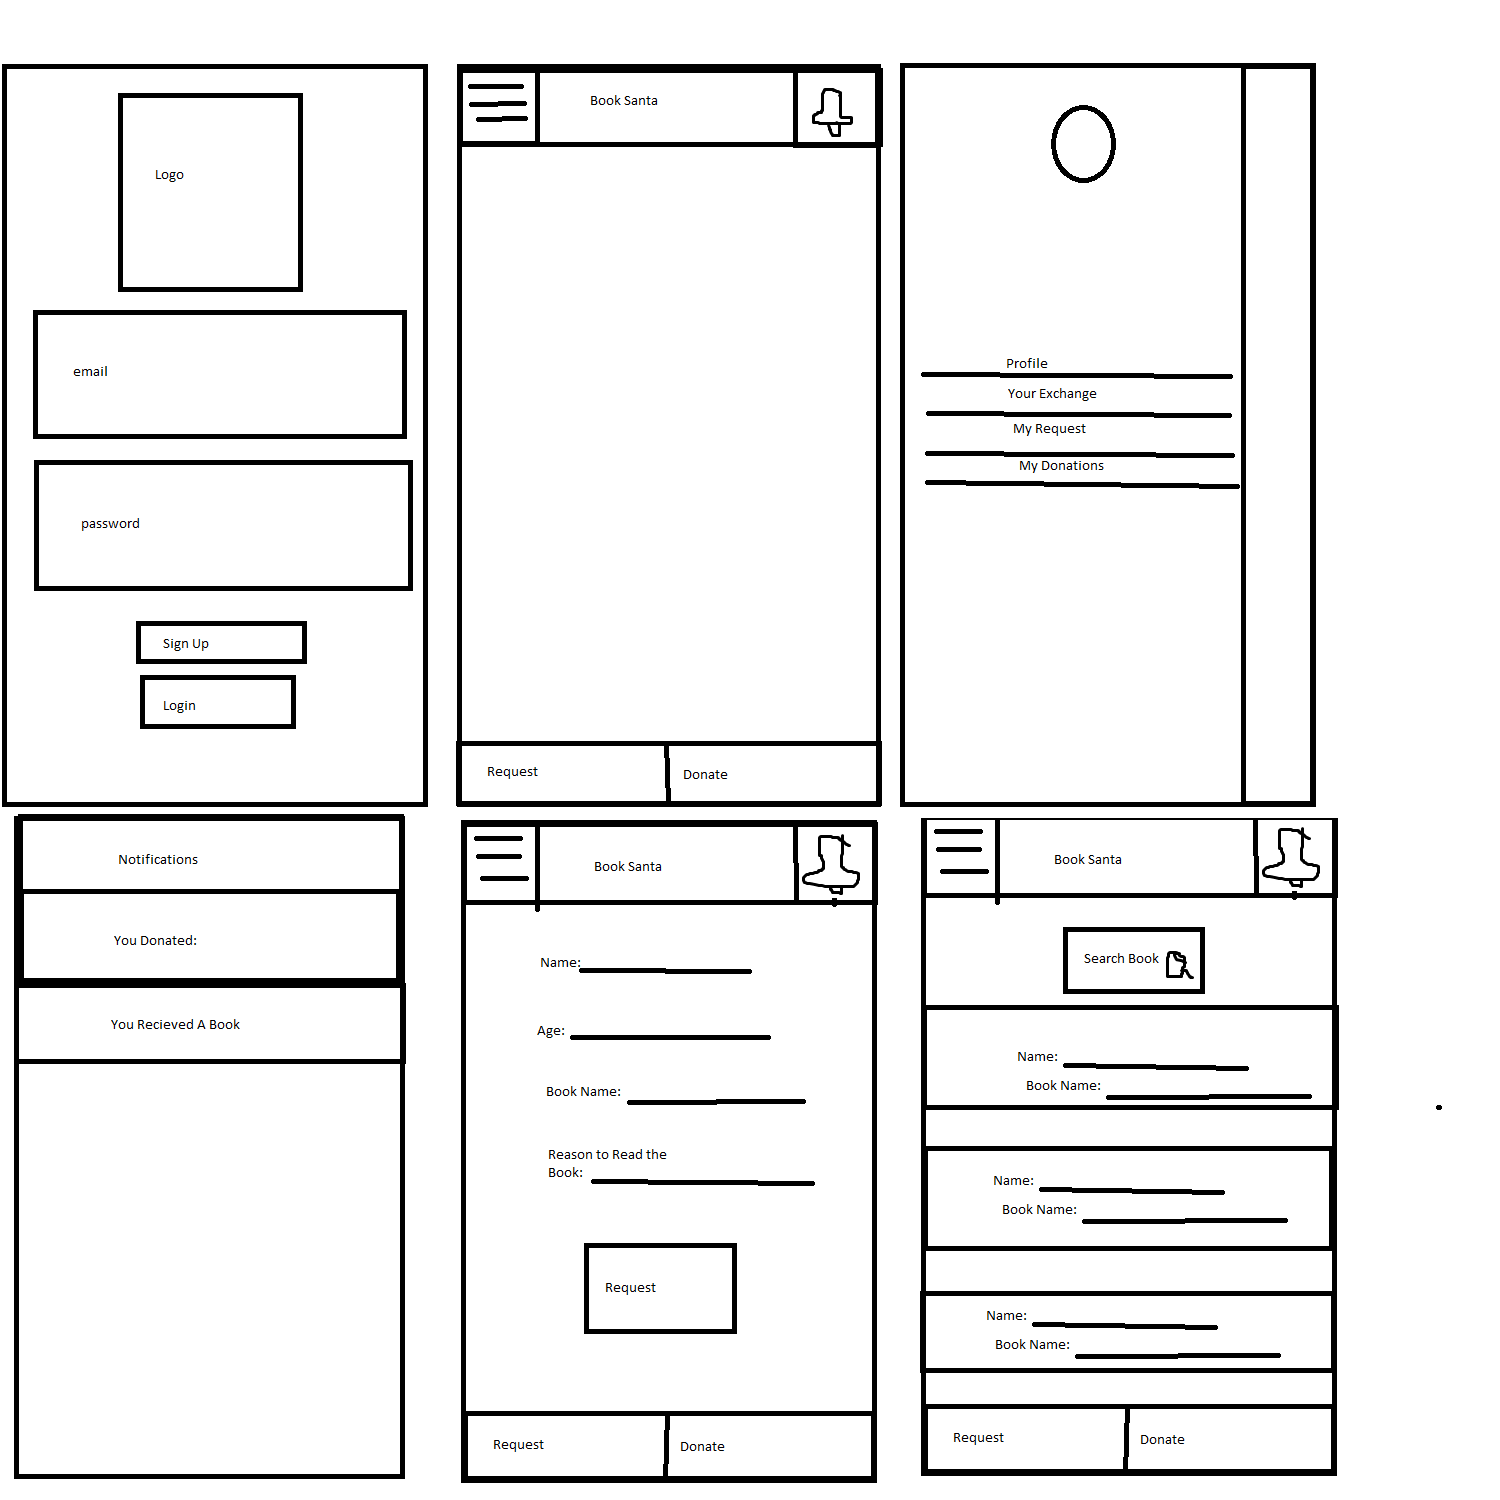 Logo
email
password
Sign Up
Login
Book Santa
Request
Donate
Profile
Your Exchange
My Request
My Donations
Notifications
You Donated:
You Recieved A Book
Book Santa
Name:
Age:
Book Name:
Reason to Read the
Book:
Request
Request
Donate
Book Santa
Search Book
Name:
Book Name:
Name:
Book Name:
Name:
Book Name:
Request
Donate